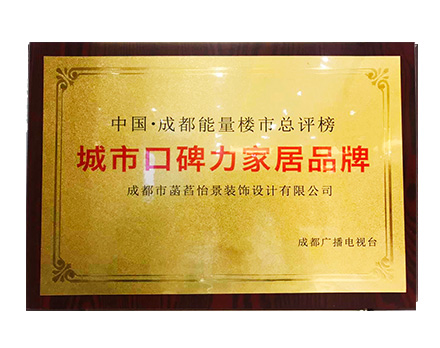 中国·成都能量楼市总评榜
城市口碑力家居品牌
成都市菡萏怡景装饰设计有限公司
成都广播电视台